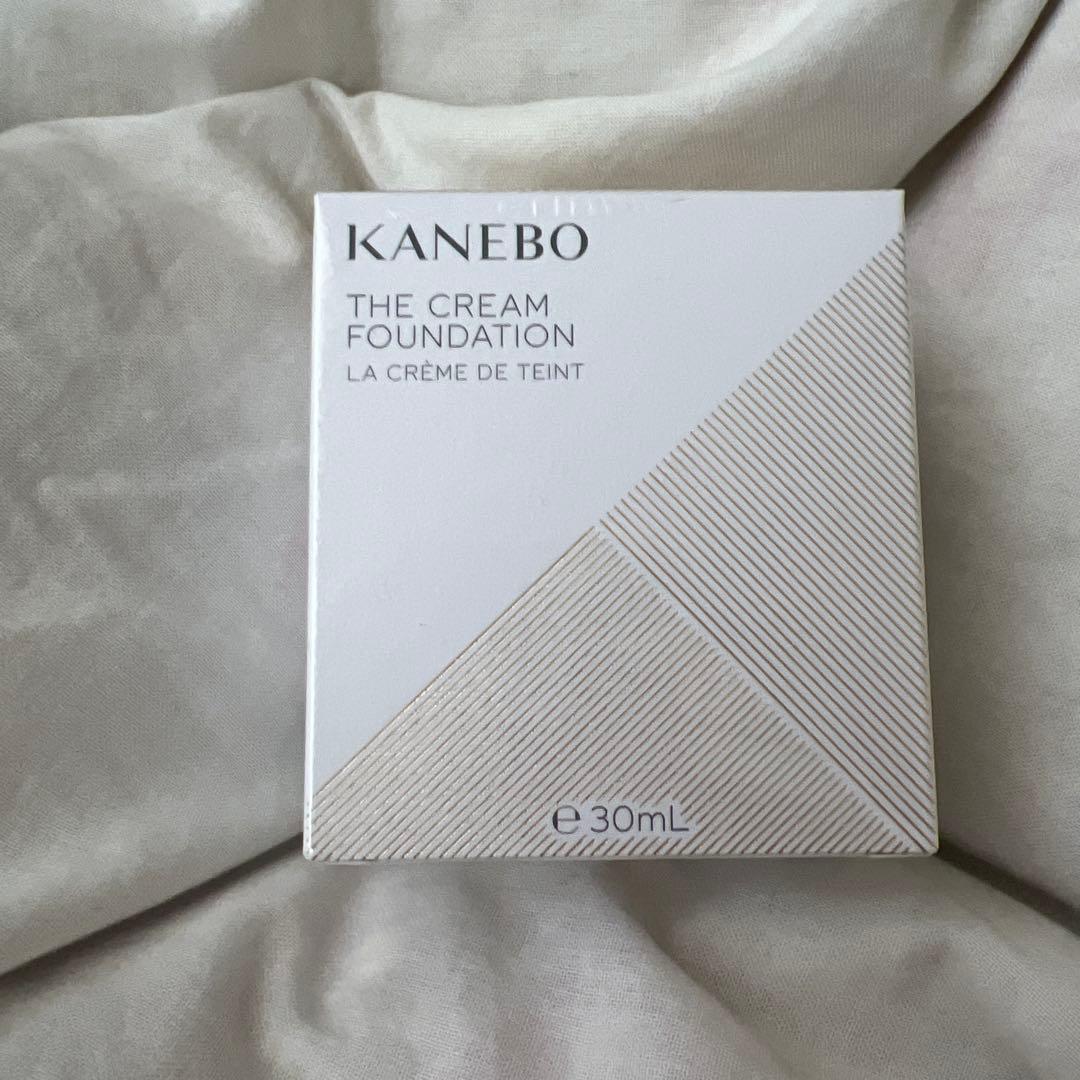 KANEBO
THE CREAM
FOUNDATION
LA CRÈME DE TEINT
℮ 30mL